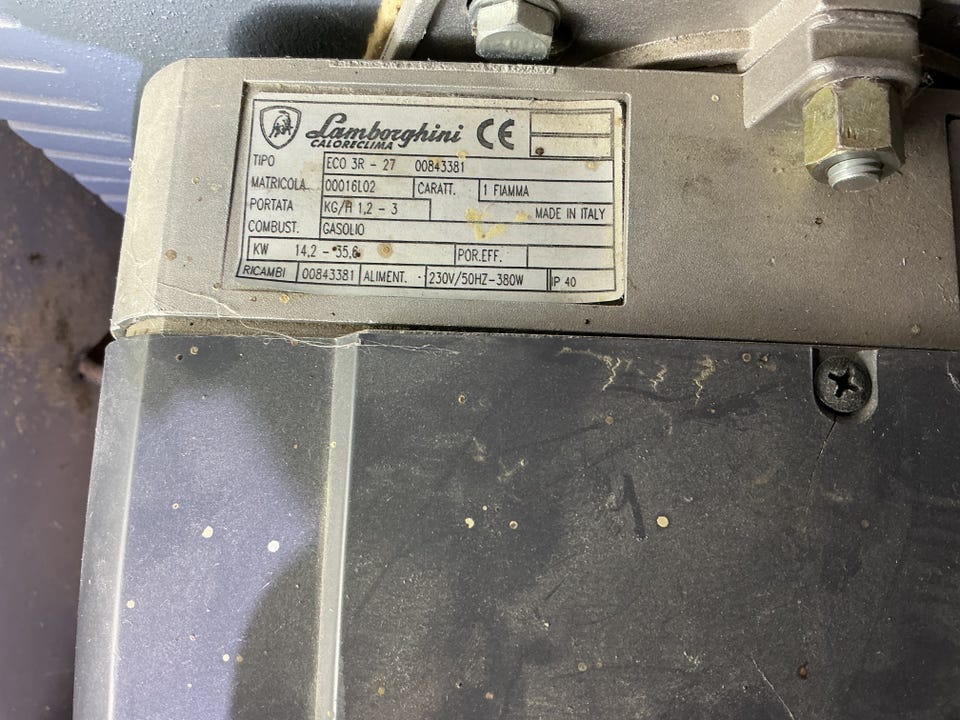 Lamborghini CE
CALORECLIMA
TIPO ECO 3R - 27 00843381
MATRICOLA 00016L02 CARATT. 1 FIAMMA
PORTATA KG/H 1,2 - 3 MADE IN ITALY
COMBUST. GASOLIO
KW 14,2 - 35,6 POR.EFF.
RICAMBI 00843381 ALIMENT. 230V/50HZ-380W IP 40